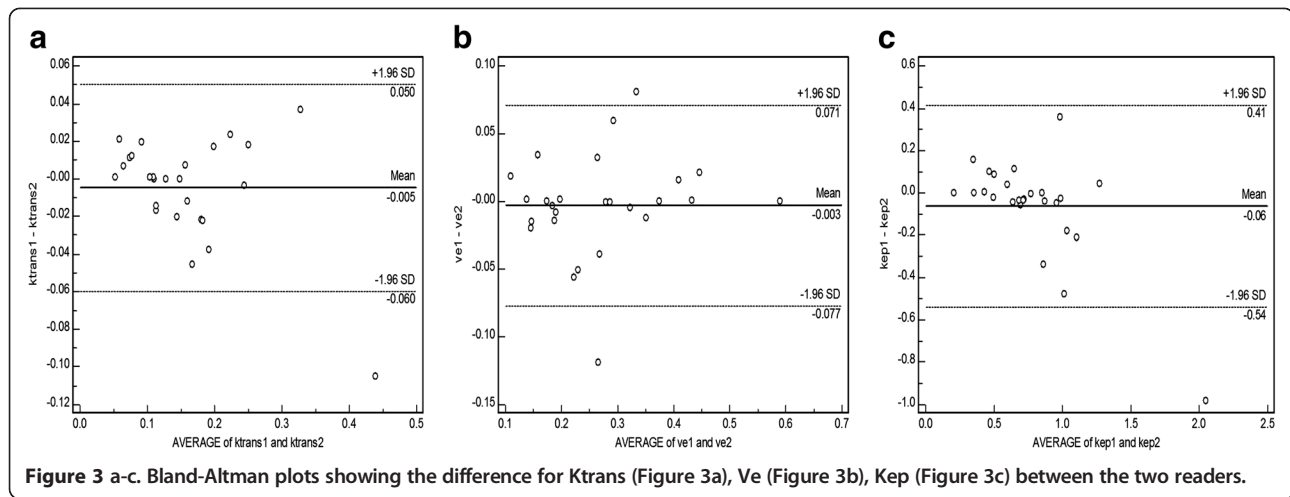 a
0.06
0.04
0.02
-0.00
-0.02
-0.04
-0.06
-0.08
-0.10
-0.12
ktrans1 - ktrans2
+1.96 SD
0.050
Mean
-0.005
-1.96 SD
-0.060
0.0 0.1 0.2 0.3 0.4 0.5
AVERAGE of ktrans1 and ktrans2
b
0.10
0.05
-0.00
-0.05
-0.10
-0.15
ve1 - ve2
+1.96 SD
0.071
Mean
-0.003
-1.96 SD
-0.077
0.1 0.2 0.3 0.4 0.5 0.6 0.7
AVERAGE of ve1 and ve2
c
0.6
0.4
0.2
0.0
-0.2
-0.4
-0.6
-0.8
-1.0
kep1 - kep2
+1.96 SD
0.41
Mean
-0.06
-1.96 SD
-0.54
0.0 0.5 1.0 1.5 2.0 2.5
AVERAGE of kep1 and kep2
Figure 3 a-c. Bland-Altman plots showing the difference for Ktrans (Figure 3a), Ve (Figure 3b), Kep (Figure 3c) between the two readers.